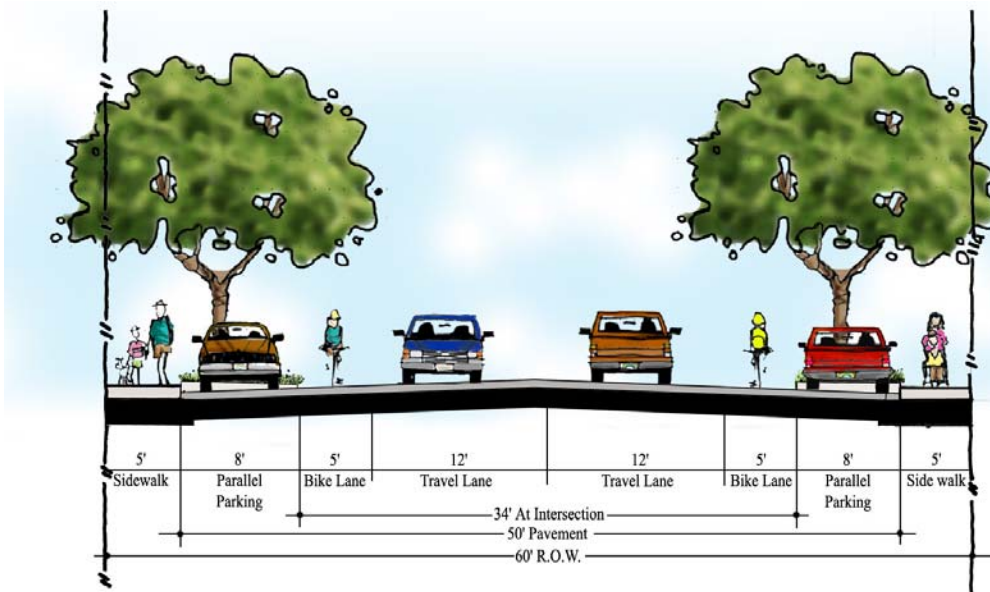 5' 8' 5' 12' 12' 5' 8' 5'
Sidewalk Parallel Bike Lane Travel Lane Travel Lane Bike Lane Parallel Side walk
Parking Parking
34' At Intersection
50' Pavement
60' R.O.W.